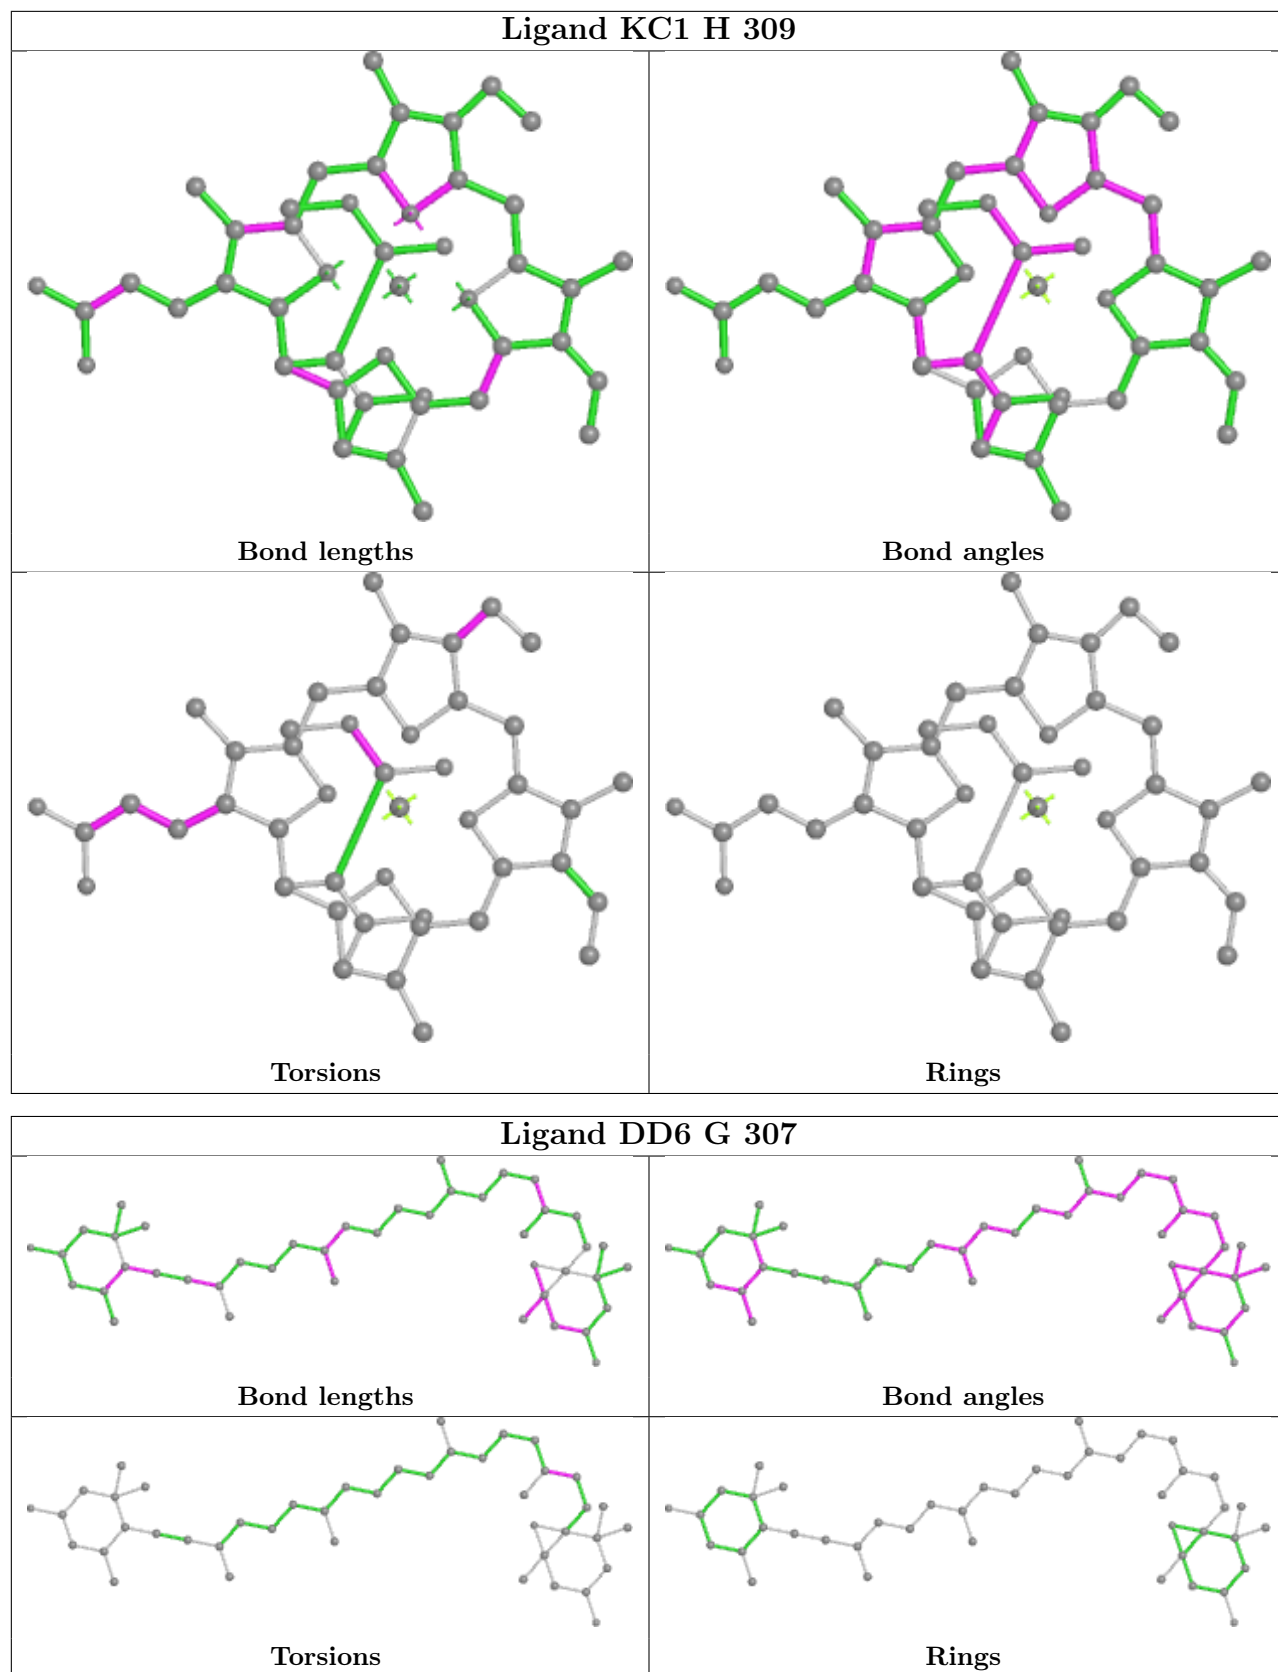 Ligand KC1 H 309
Bond lengths
Bond angles
Torsions
Rings
Ligand DD6 G 307
Bond lengths
Bond angles
Torsions
Rings